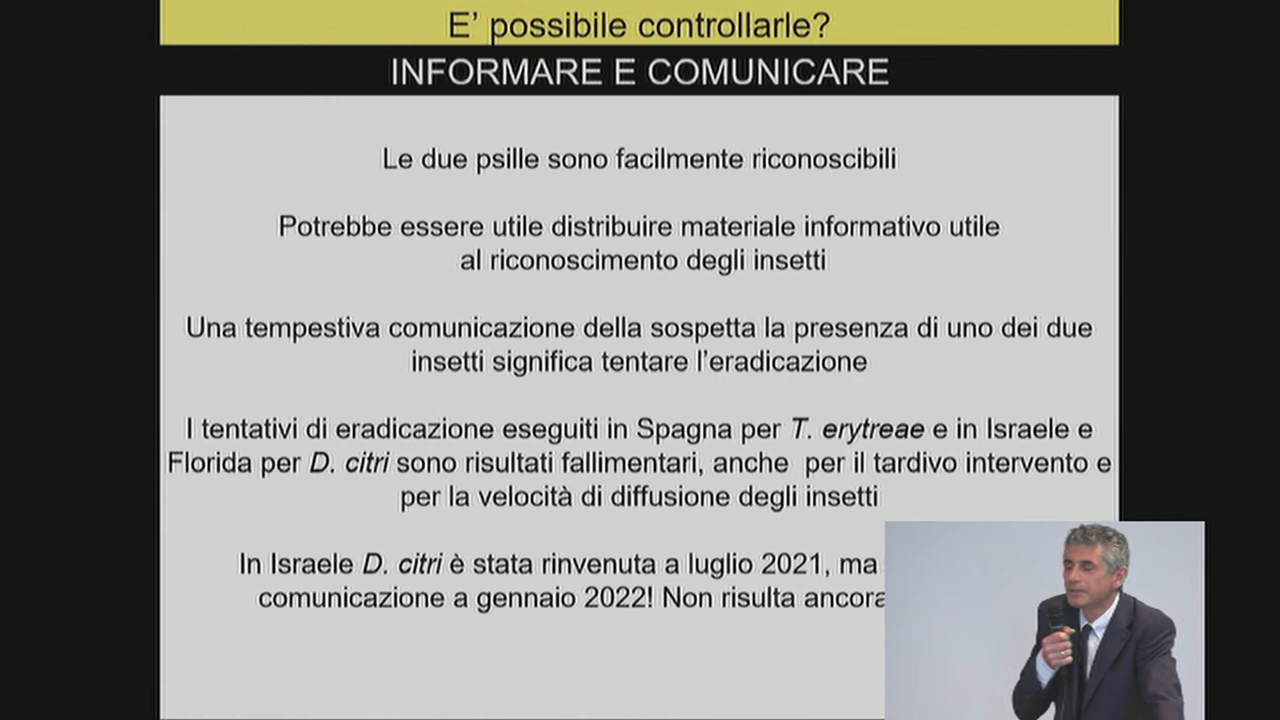 E' possibile controllarle?
INFORMARE E COMUNICARE
Le due psille sono facilmente riconoscibili
Potrebbe essere utile distribuire materiale informativo utile
al riconoscimento degli insetti
Una tempestiva comunicazione della sospetta la presenza di uno dei due
insetti significa tentare l'eradicazione
I tentativi di eradicazione eseguiti in Spagna per T. erytreae e in Israele e
Florida per D. citri sono risultati fallimentari, anche per il tardivo intervento e
per la velocità di diffusione degli insetti
In Israele D. citri è stata rinvenuta a luglio 2021, ma
comunicazione a gennaio 2022! Non risulta ancora